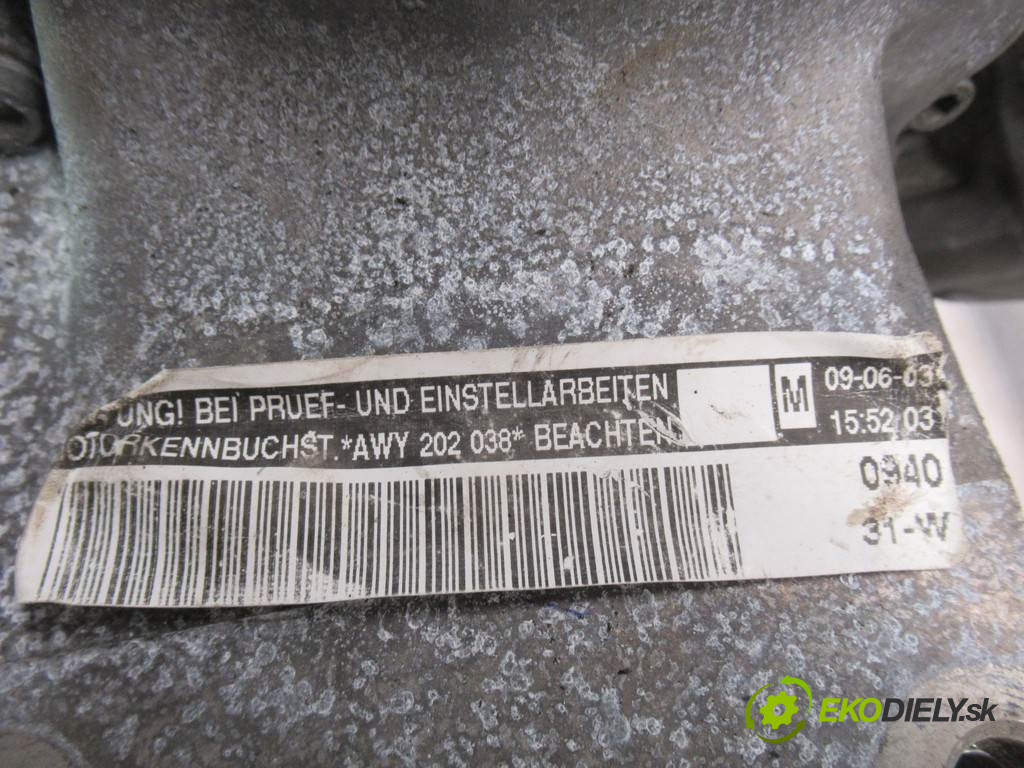 UNG! BEI PRUEF- UND EINSTELLARBEITEN
OTORKENNBUCHST. *AWY 202 038* BEACHTEN
M
09-06-03
15:52 03
0940
31-W
EKODIELY.sk